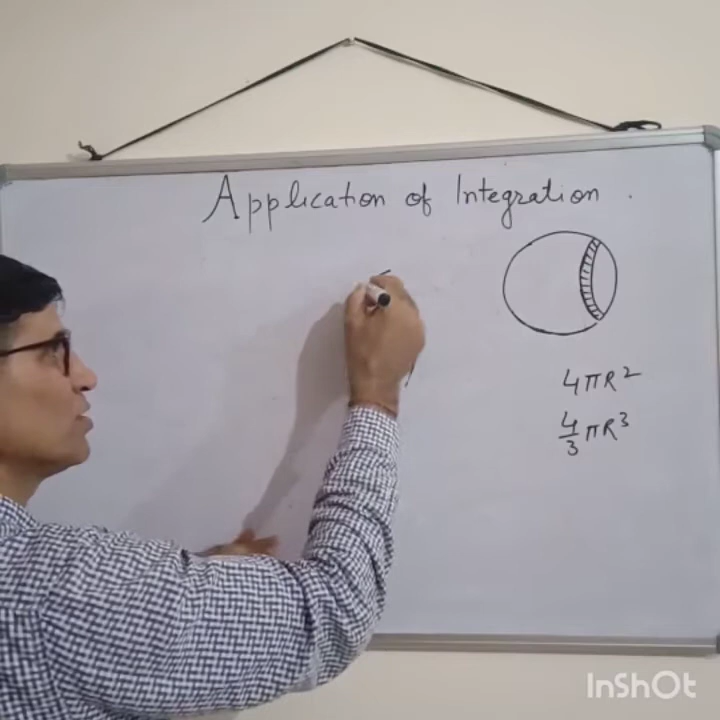 Application of Integration .
4πR²
4/3 πR³
InShOt